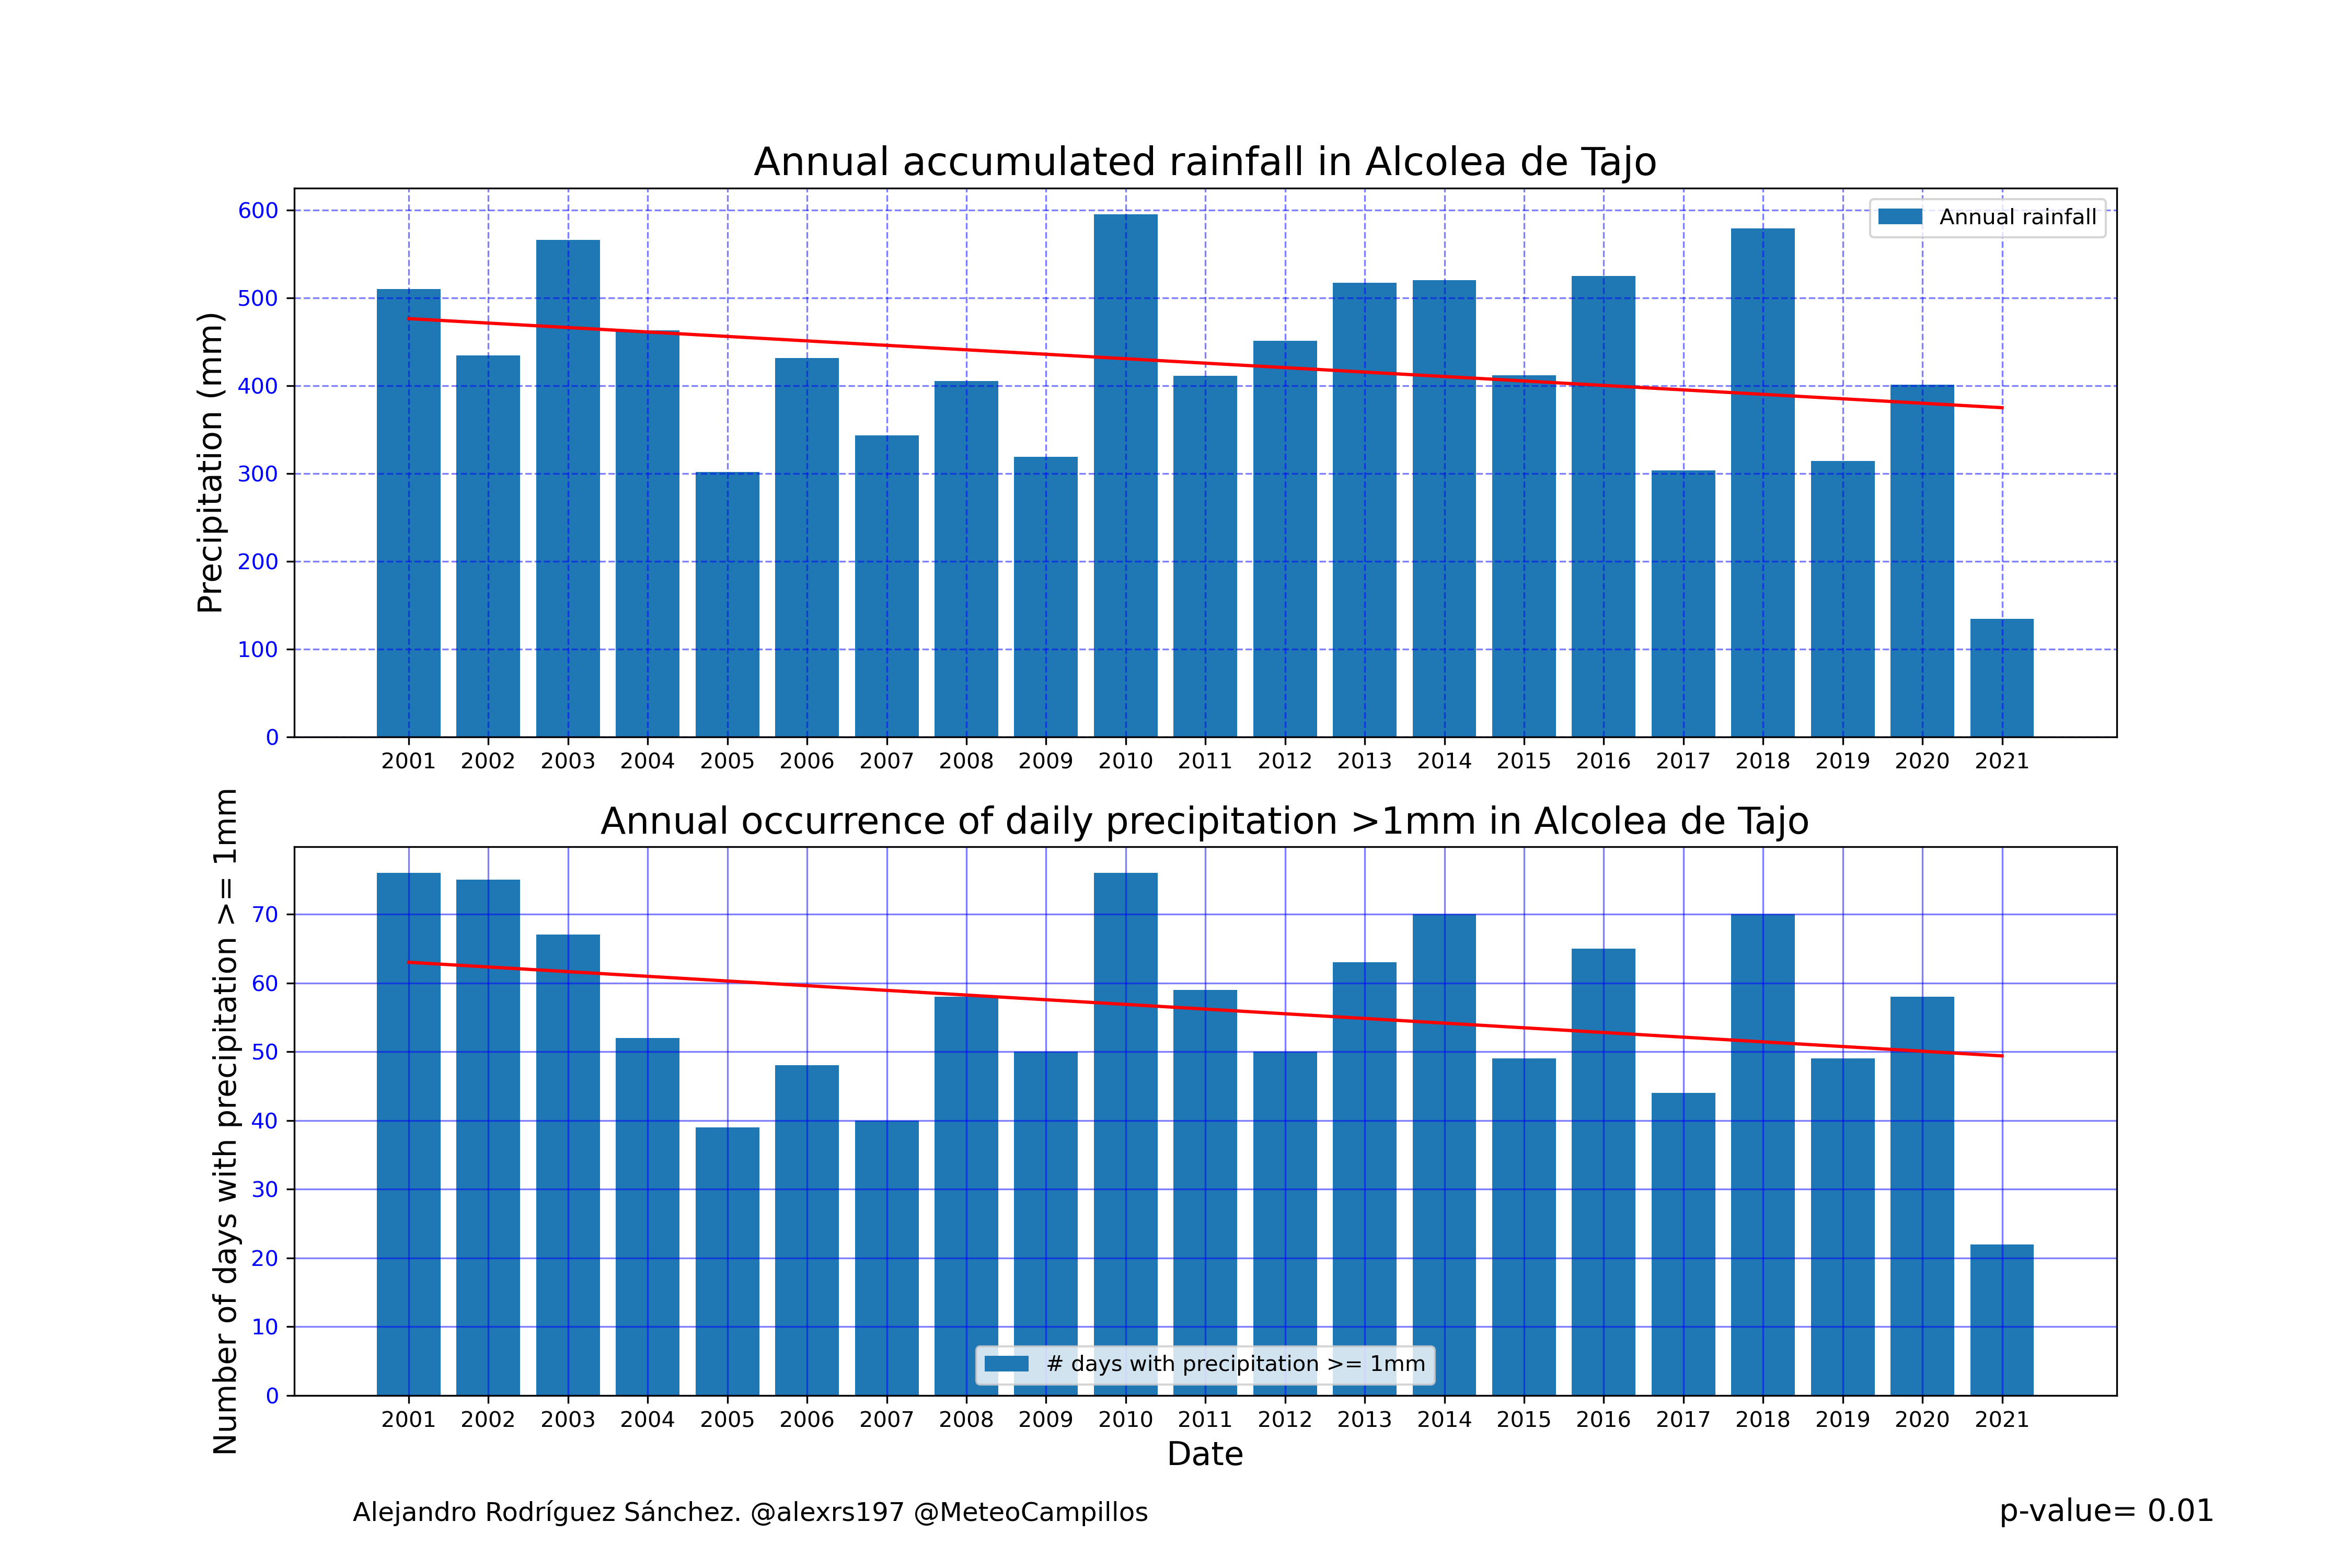 Annual accumulated rainfall in Alcolea de Tajo
Precipitation (mm)
600
500
400
300
200
100
0
Annual rainfall
2001 2002 2003 2004 2005 2006 2007 2008 2009 2010 2011 2012 2013 2014 2015 2016 2017 2018 2019 2020 2021
Annual occurrence of daily precipitation >1mm in Alcolea de Tajo
Number of days with precipitation >= 1mm
70
60
50
40
30
20
10
0
# days with precipitation >= 1mm
2001 2002 2003 2004 2005 2006 2007 2008 2009 2010 2011 2012 2013 2014 2015 2016 2017 2018 2019 2020 2021
Date
Alejandro Rodríguez Sánchez. @alexrs197 @MeteoCampillos
p-value= 0.01